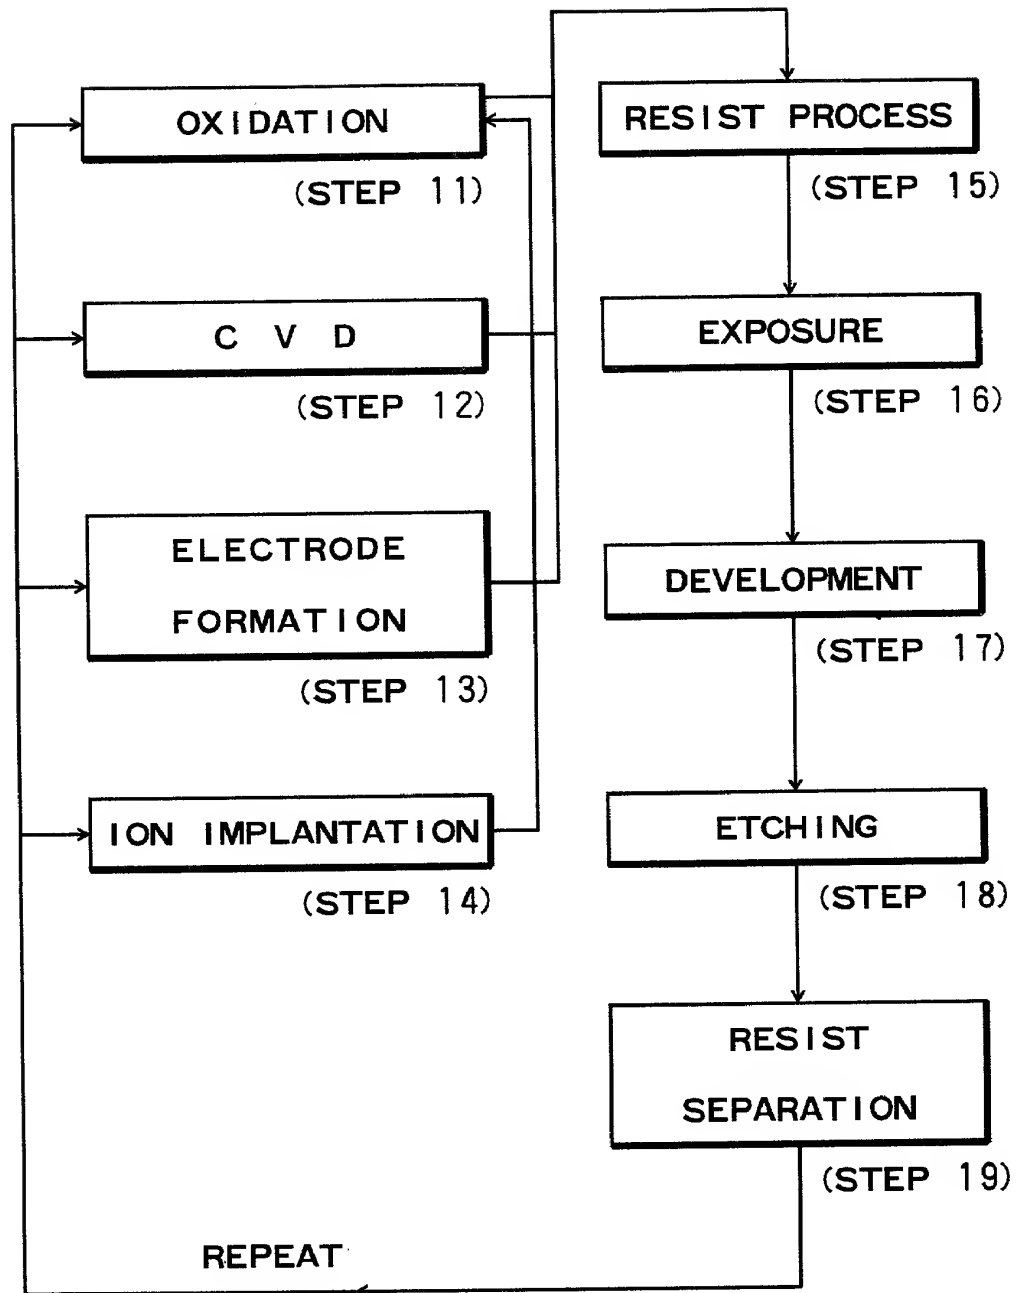 OXIDATION
(STEP 11)
C V D
(STEP 12)
ELECTRODE
FORMATION
(STEP 13)
ION IMPLANTATION
(STEP 14)
RESIST PROCESS
(STEP 15)
EXPOSURE
(STEP 16)
DEVELOPMENT
(STEP 17)
ETCHING
(STEP 18)
RESIST
SEPARATION
(STEP 19)
REPEAT